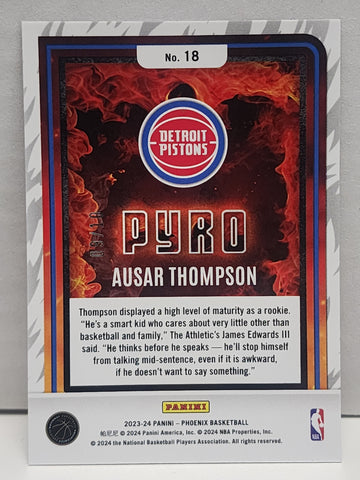 No. 18
DETROIT
PISTONS
PYRO
AUSAR THOMPSON
Thompson displayed a high level of maturity as a rookie.
“He’s a smart kid who cares about very little other than
basketball and family,” The Athletic’s James Edwards III
said. “He thinks before he speaks — he’ll stop himself
from talking mid-sentence, even if it is awkward,
if he doesn’t want to say something.”
PANINI
2023-24 PANINI – PHOENIX BASKETBALL
帕尼尼 © 2024 Panini America, Inc. © 2024 NBA Properties, Inc.
© 2024 the National Basketball Players Association. All rights reserved.
NBA